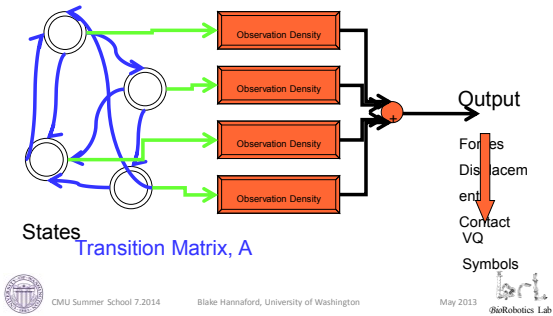 Observation Density
Observation Density
Observation Density
Observation Density
+
Output
Forces
Displacem
ent
Contact
VQ
Symbols
States
Transition Matrix, A
CMU Summer School 7.2014
Blake Hannaford, University of Washington
May 2013
brl
BioRobotics Lab